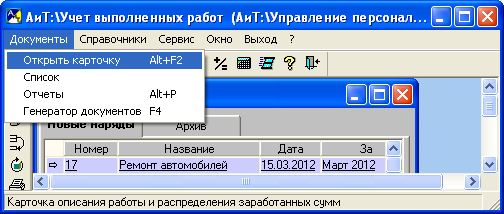 АиТ:\Учет выполненных работ (АиТ:\Управление персонал...
Документы Справочники Сервис Окно Выход ?
Открыть карточку Alt+F2
Список
Отчеты Alt+P
Генератор документов F4
Новые наряды Архив
Номер Название Дата За
17 Ремонт автомобилей 15.03.2012 Март 2012
Карточка описания работы и распределения заработанных сумм